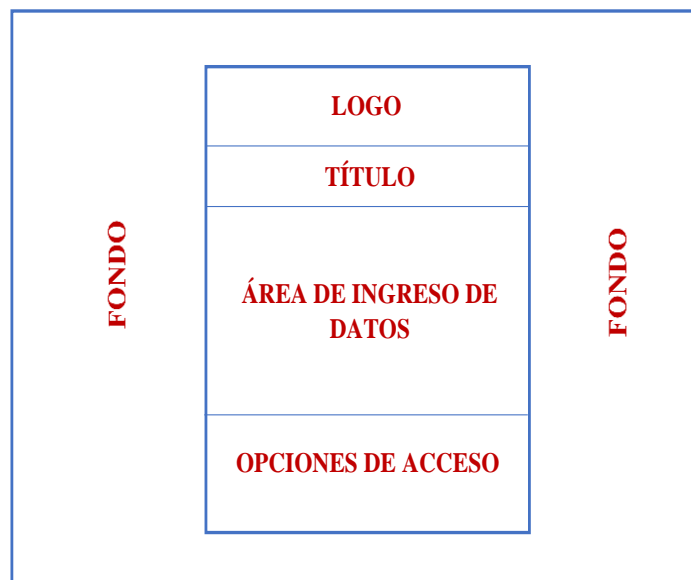 LOGO
TÍTULO
FONDO
ÁREA DE INGRESO DE
DATOS
FONDO
OPCIONES DE ACCESO